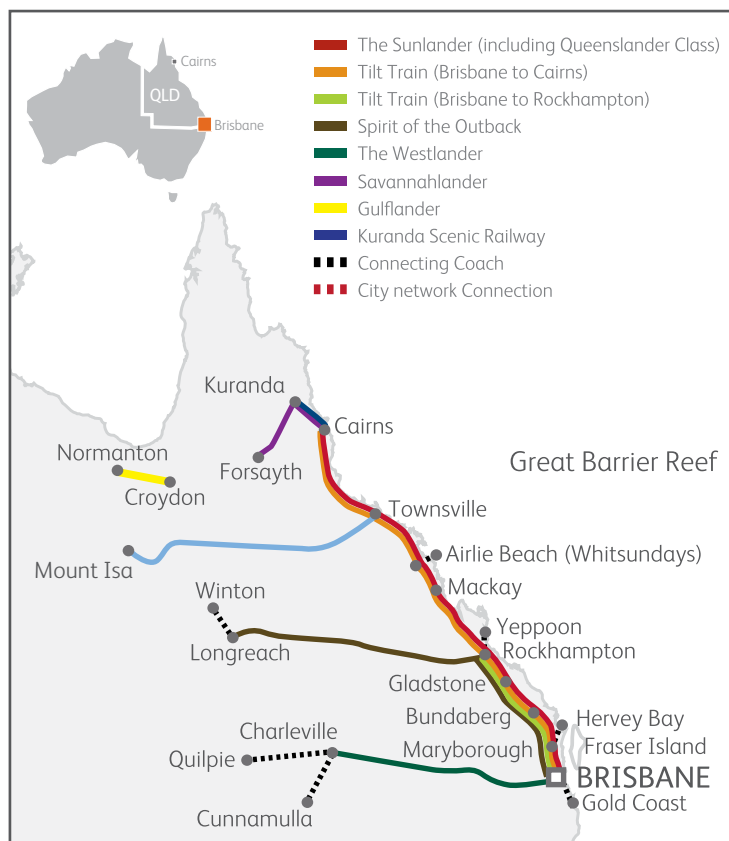 Cairns
QLD
Brisbane
The Sunlander (including Queenslander Class)
Tilt Train (Brisbane to Cairns)
Tilt Train (Brisbane to Rockhampton)
Spirit of the Outback
The Westlander
Savannahlander
Gulflander
Kuranda Scenic Railway
Connecting Coach
City network Connection
Kuranda
Cairns
Normanton
Forsayth
Great Barrier Reef
Croydon
Townsville
Airlie Beach (Whitsundays)
Mount Isa
Mackay
Winton
Yeppoon
Longreach
Rockhampton
Gladstone
Bundaberg
Hervey Bay
Charleville
Maryborough
Fraser Island
Quilpie
BRISBANE
Gold Coast
Cunnamulla